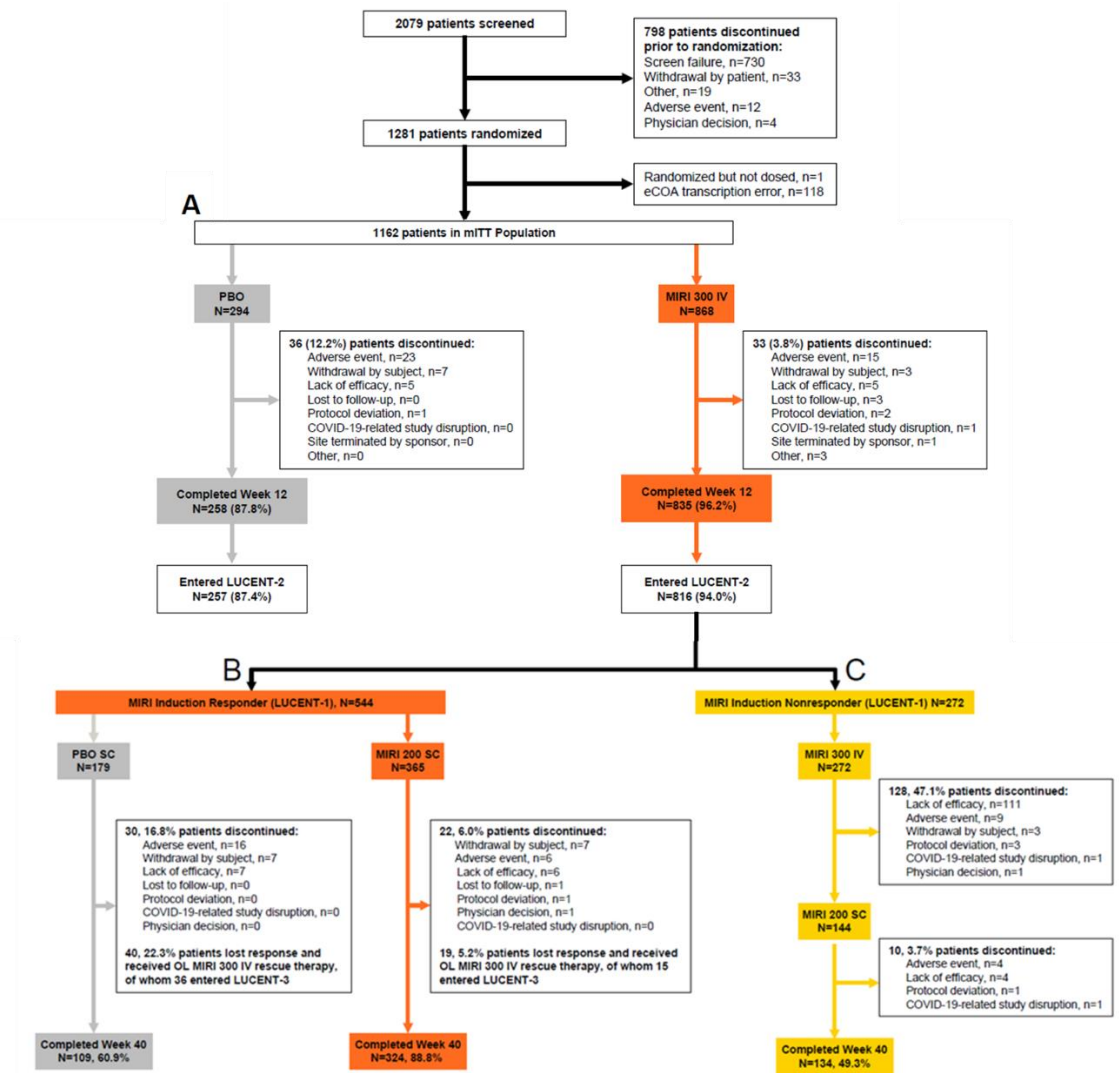 2079 patients screened
798 patients discontinued
prior to randomization:
Screen failure, n=730
Withdrawal by patient, n=33
Other, n=19
Adverse event, n=12
Physician decision, n=4
1281 patients randomized
Randomized but not dosed, n=1
eCOA transcription error, n=118
A
1162 patients in mITT Population
PBO
N=294
36 (12.2%) patients discontinued:
Adverse event, n=23
Withdrawal by subject, n=7
Lack of efficacy, n=5
Lost to follow-up, n=0
Protocol deviation, n=1
COVID-19-related study disruption, n=0
Site terminated by sponsor, n=0
Other, n=0
Completed Week 12
N=258 (87.8%)
Entered LUCENT-2
N=257 (87.4%)
MIRI 300 IV
N=868
33 (3.8%) patients discontinued:
Adverse event, n=15
Withdrawal by subject, n=3
Lack of efficacy, n=5
Lost to follow-up, n=3
Protocol deviation, n=2
COVID-19-related study disruption, n=1
Site terminated by sponsor, n=1
Other, n=3
Completed Week 12
N=835 (96.2%)
Entered LUCENT-2
N=816 (94.0%)
B
MIRI Induction Responder (LUCENT-1), N=544
PBO SC
N=179
30, 16.8% patients discontinued:
Adverse event, n=16
Withdrawal by subject, n=7
Lack of efficacy, n=7
Lost to follow-up, n=0
Protocol deviation, n=0
COVID-19-related study disruption, n=0
Physician decision, n=0
40, 22.3% patients lost response and
received OL MIRI 300 IV rescue therapy,
of whom 36 entered LUCENT-3
Completed Week 40
N=109, 60.9%
MIRI 200 SC
N=365
22, 6.0% patients discontinued:
Withdrawal by subject, n=7
Adverse event, n=6
Lack of efficacy, n=6
Lost to follow-up, n=1
Protocol deviation, n=1
Physician decision, n=1
COVID-19-related study disruption, n=0
19, 5.2% patients lost response and received
OL MIRI 300 IV rescue therapy, of whom 15
entered LUCENT-3
Completed Week 40
N=324, 88.8%
C
MIRI Induction Nonresponder (LUCENT-1) N=272
MIRI 300 IV
N=272
128, 47.1% patients discontinued:
Lack of efficacy, n=111
Adverse event, n=9
Withdrawal by subject, n=3
Protocol deviation, n=3
COVID-19-related study disruption, n=1
Physician decision, n=1
MIRI 200 SC
N=144
10, 3.7% patients discontinued:
Adverse event, n=4
Lack of efficacy, n=4
Protocol deviation, n=1
COVID-19-related study disruption, n=1
Completed Week 40
N=134, 49.3%